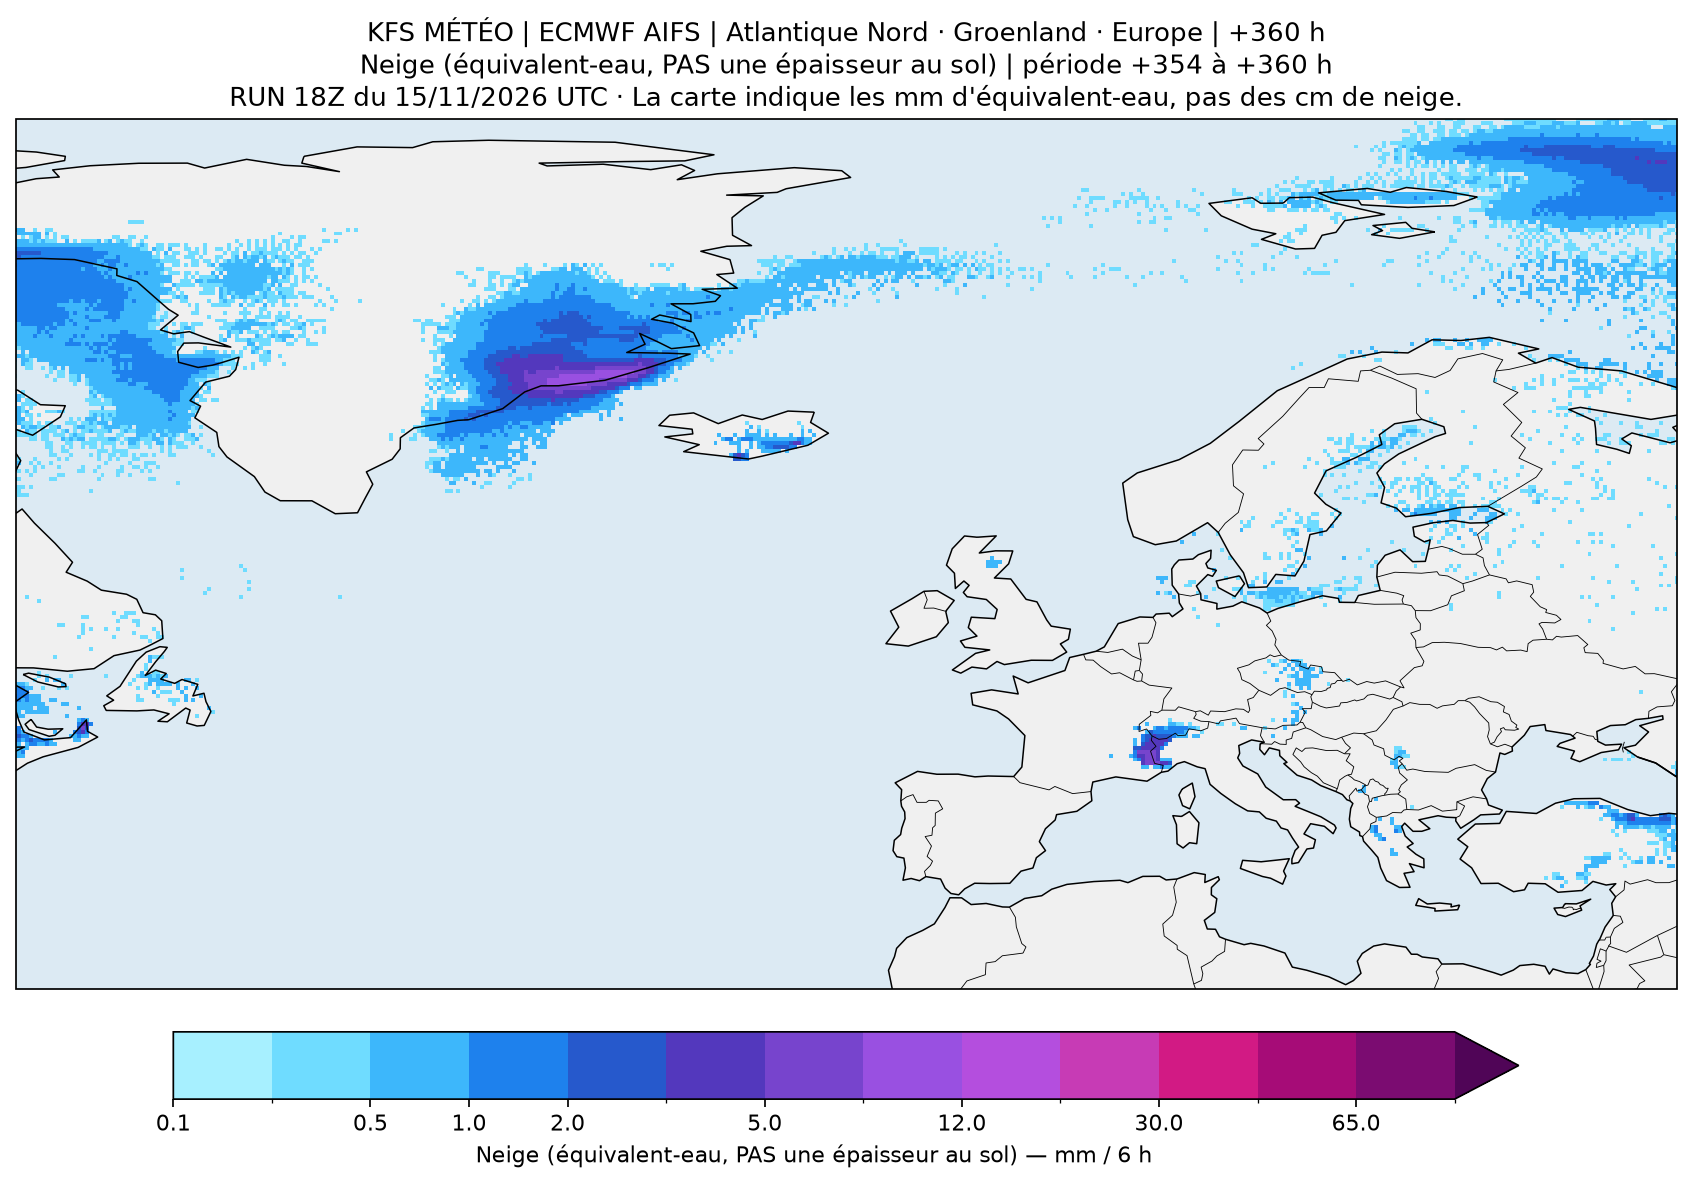 KFS MÉTÉO | ECMWF AIFS | Atlantique Nord · Groenland · Europe | +360 h
Neige (équivalent-eau, PAS une épaisseur au sol) | période +354 à +360 h
RUN 18Z du 15/11/2026 UTC · La carte indique les mm d'équivalent-eau, pas des cm de neige.
0.1 0.5 1.0 2.0 5.0 12.0 30.0 65.0
Neige (équivalent-eau, PAS une épaisseur au sol) — mm / 6 h